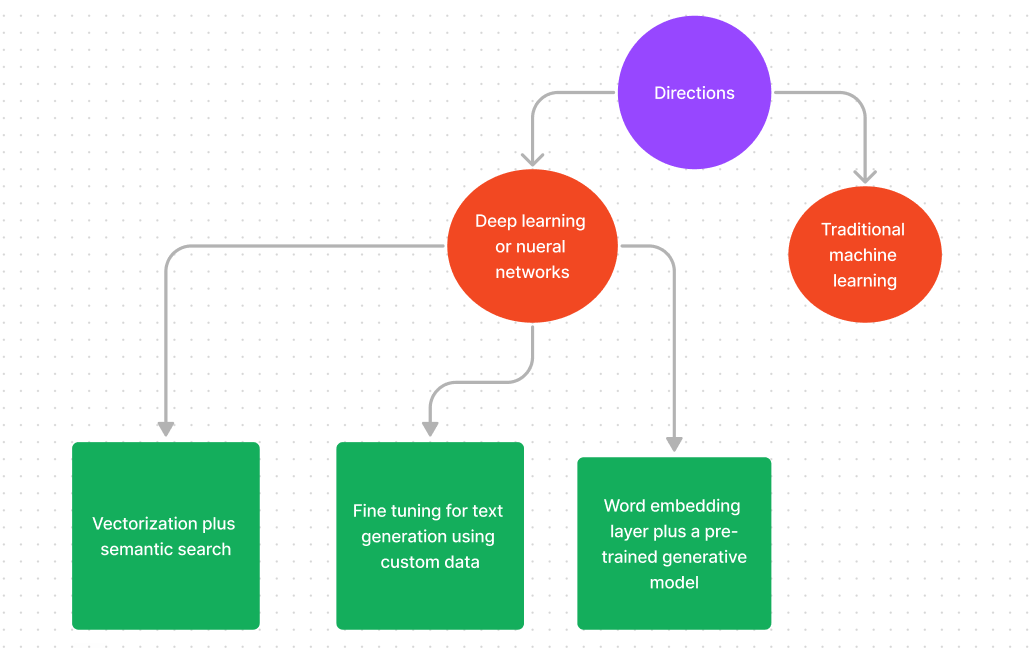 Directions
Deep learning
or nueral
networks
Traditional
machine
learning
Vectorization plus
semantic search
Fine tuning for text
generation using
custom data
Word embedding
layer plus a pre-
trained generative
model